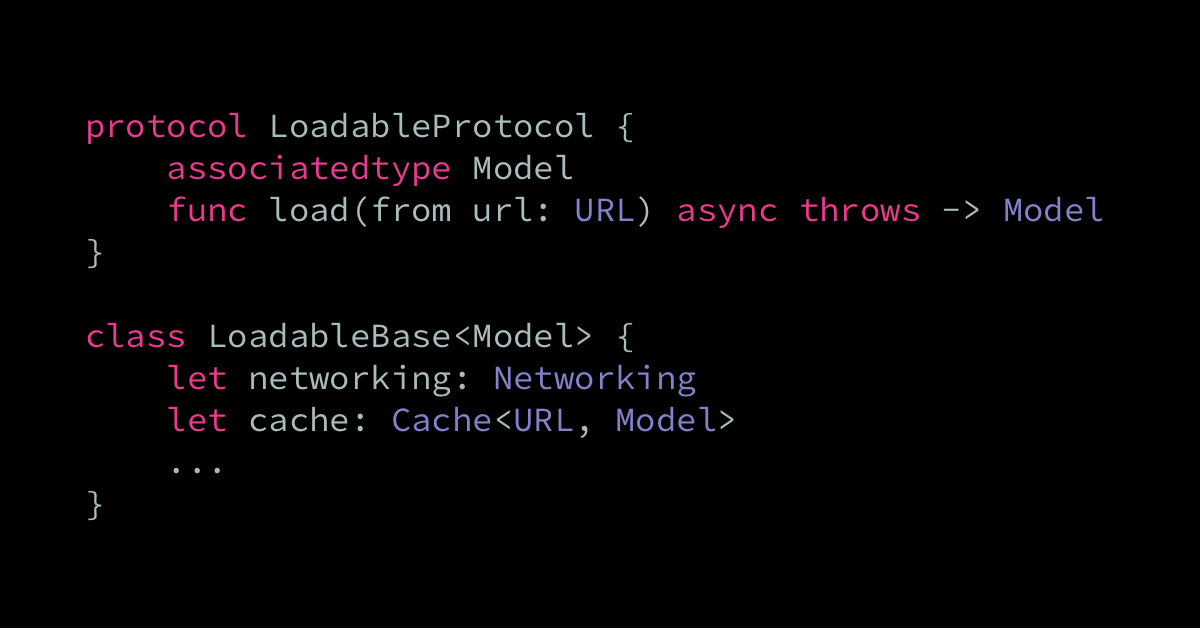 protocol LoadableProtocol {
    associatedtype Model
    func load(from url: URL) async throws -> Model
}

class LoadableBase<Model> {
    let networking: Networking
    let cache: Cache<URL, Model>
    ...
}